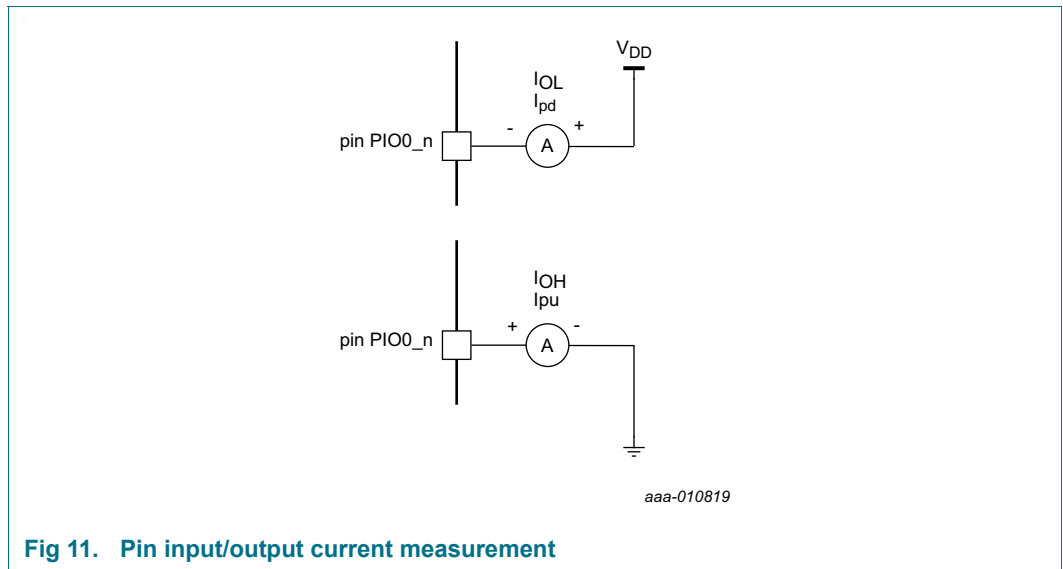 VDD
IOL
Ipd
pin PIO0_n
- A +
IOH
Ipu
pin PIO0_n
+ A -
aaa-010819
Fig 11. Pin input/output current measurement